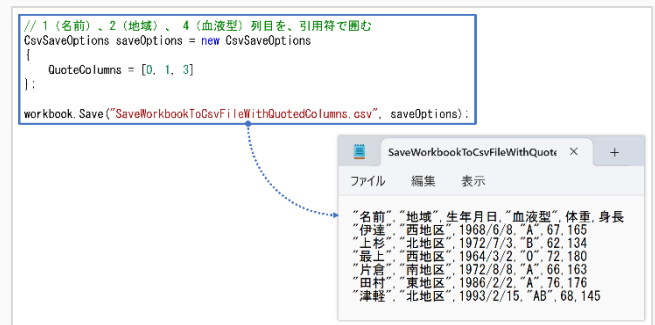 // 1（名前）、2（地域）、 4（血液型）列目を、引用符で囲む
CsvSaveOptions saveOptions = new CsvSaveOptions
{
    QuoteColumns = [0, 1, 3]
};
workbook.Save("SaveWorkbookToCsvFileWithQuotedColumns.csv", saveOptions);
SaveWorkbookToCsvFileWithQuote × +
ファイル 編集 表示
"名前","地域",生年月日,"血液型",体重,身長
"伊達","西地区",1968/6/8,"A",67,165
"上杉","北地区",1972/7/3,"B",62,134
"最上","西地区",1964/3/2,"O",72,180
"片倉","南地区",1972/8/8,"A",66,163
"田村","東地区",1986/2/2,"A",76,176
"津軽","北地区",1993/2/15,"AB",68,145